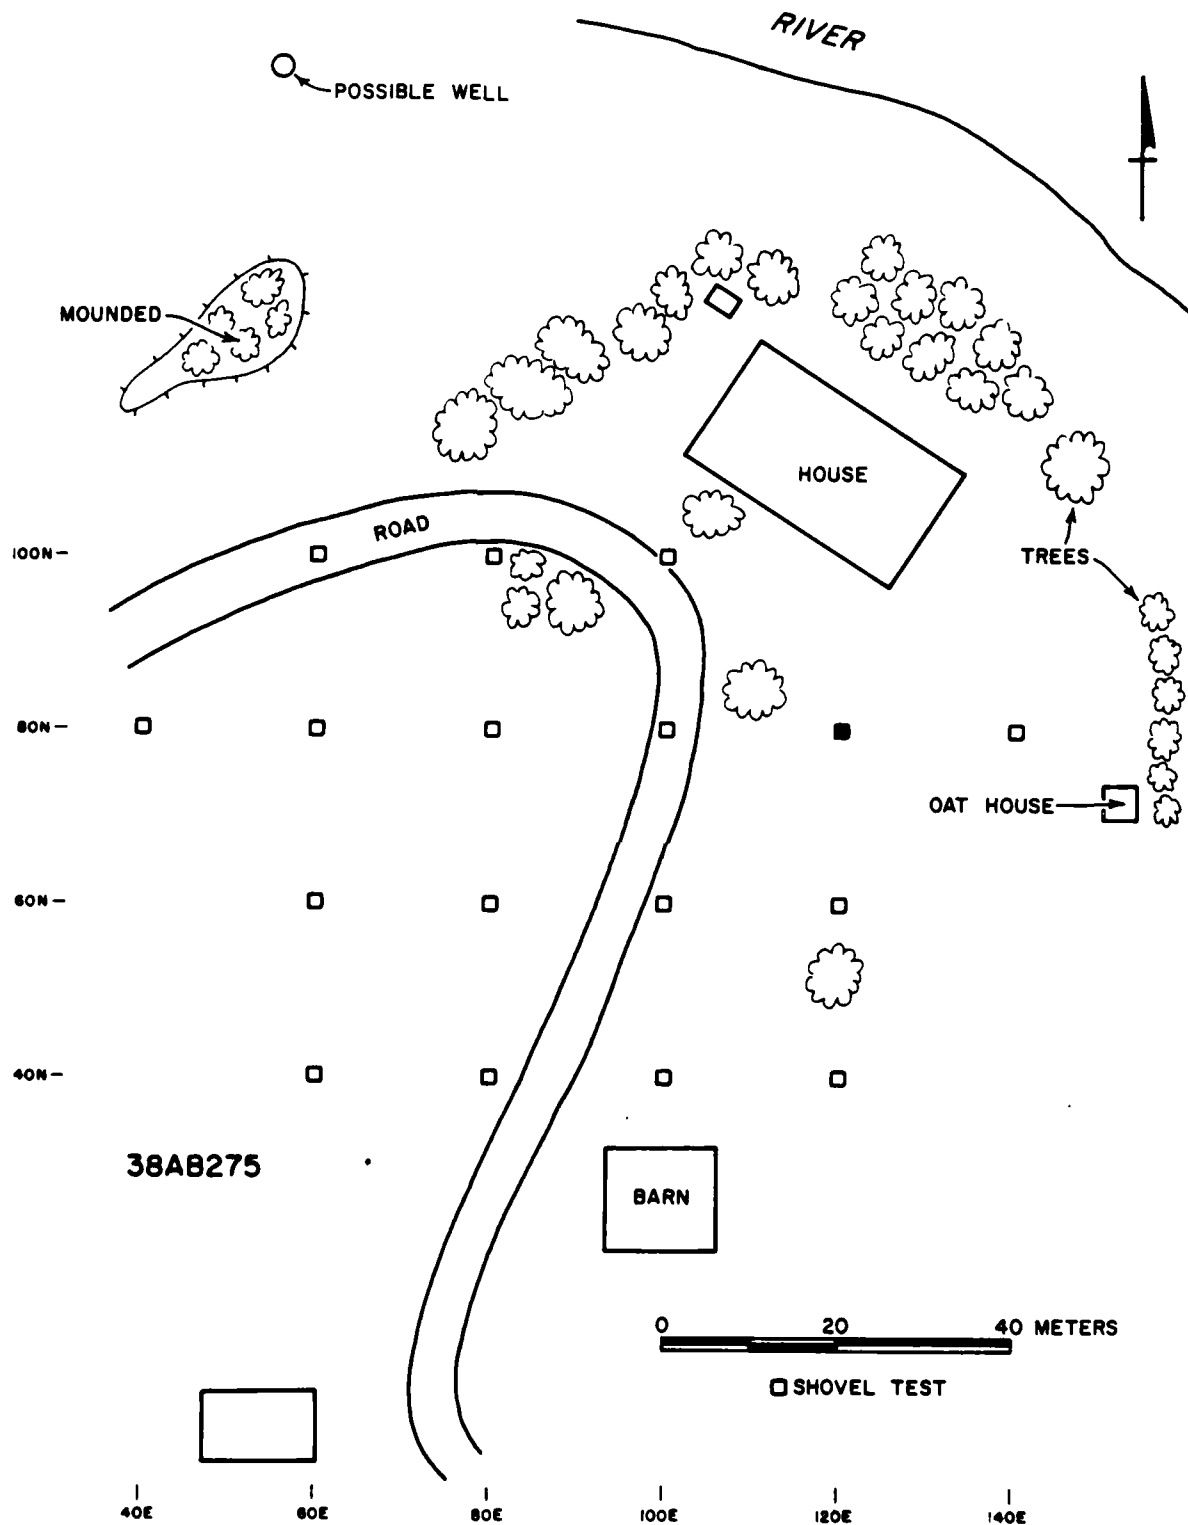 RIVER
POSSIBLE WELL
MOUNDED
HOUSE
ROAD
100N
TREES
80N
OAT HOUSE
60N
40N
38AB275
BARN
0 20 40 METERS
SHOVEL TEST
40E 60E 80E 100E 120E 140E